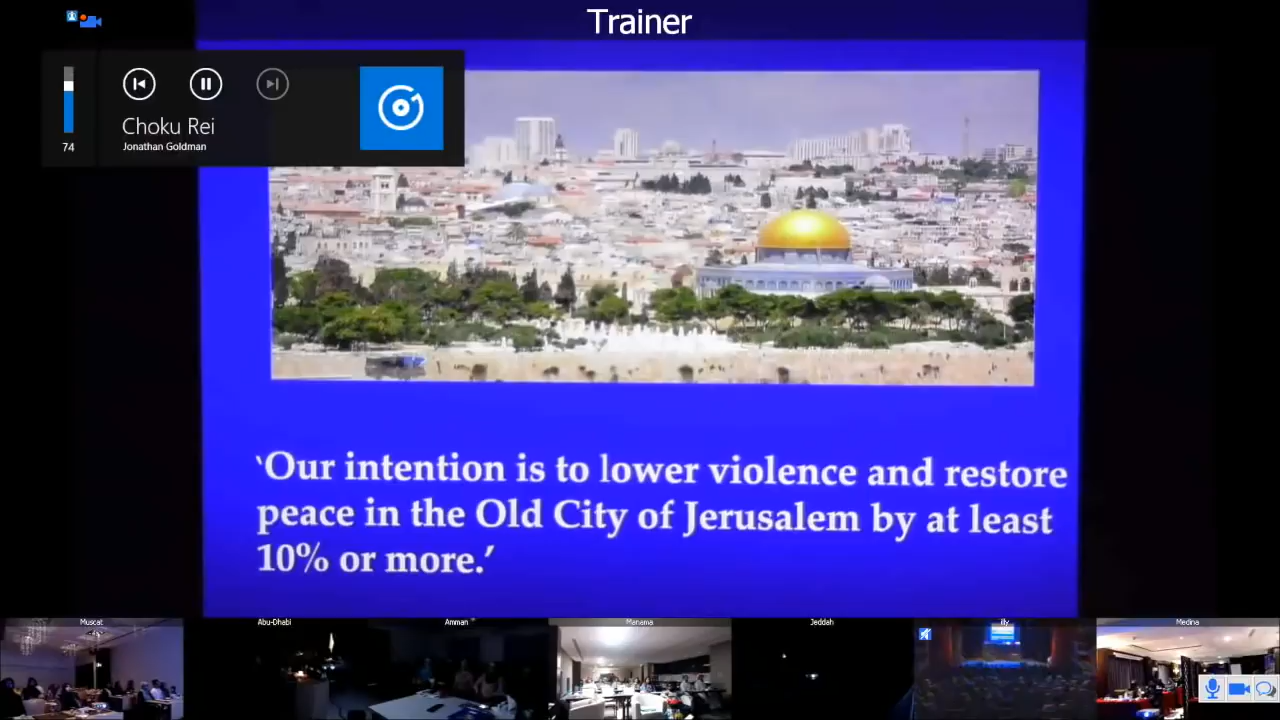 Trainer
Choku Rei
Jonathan Goldman
74
‘Our intention is to lower violence and restore
peace in the Old City of Jerusalem by at least
10% or more.’
Muscat
Abu-Dhabi
Amman
Manama
Jeddah
illy
Medina